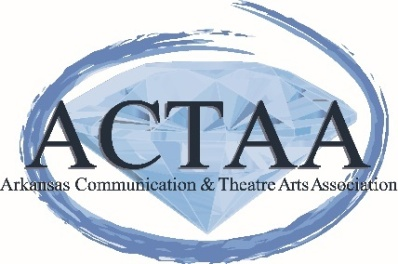 ACTAA
Arkansas Communication & Theatre Arts Association